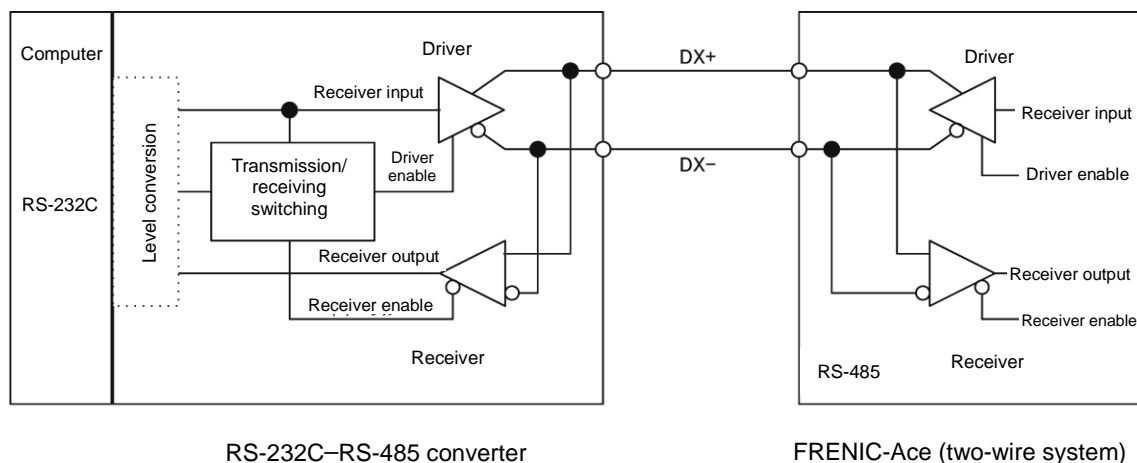 Computer
RS-232C
Level conversion
Driver
Receiver input
Transmission/
receiving
switching
Driver
enable
Receiver output
Receiver enable
Receiver
DX+
DX−
Driver
Receiver input
Driver enable
Receiver output
Receiver enable
Receiver
RS-485
RS-232C−RS-485 converter
FRENIC-Ace (two-wire system)